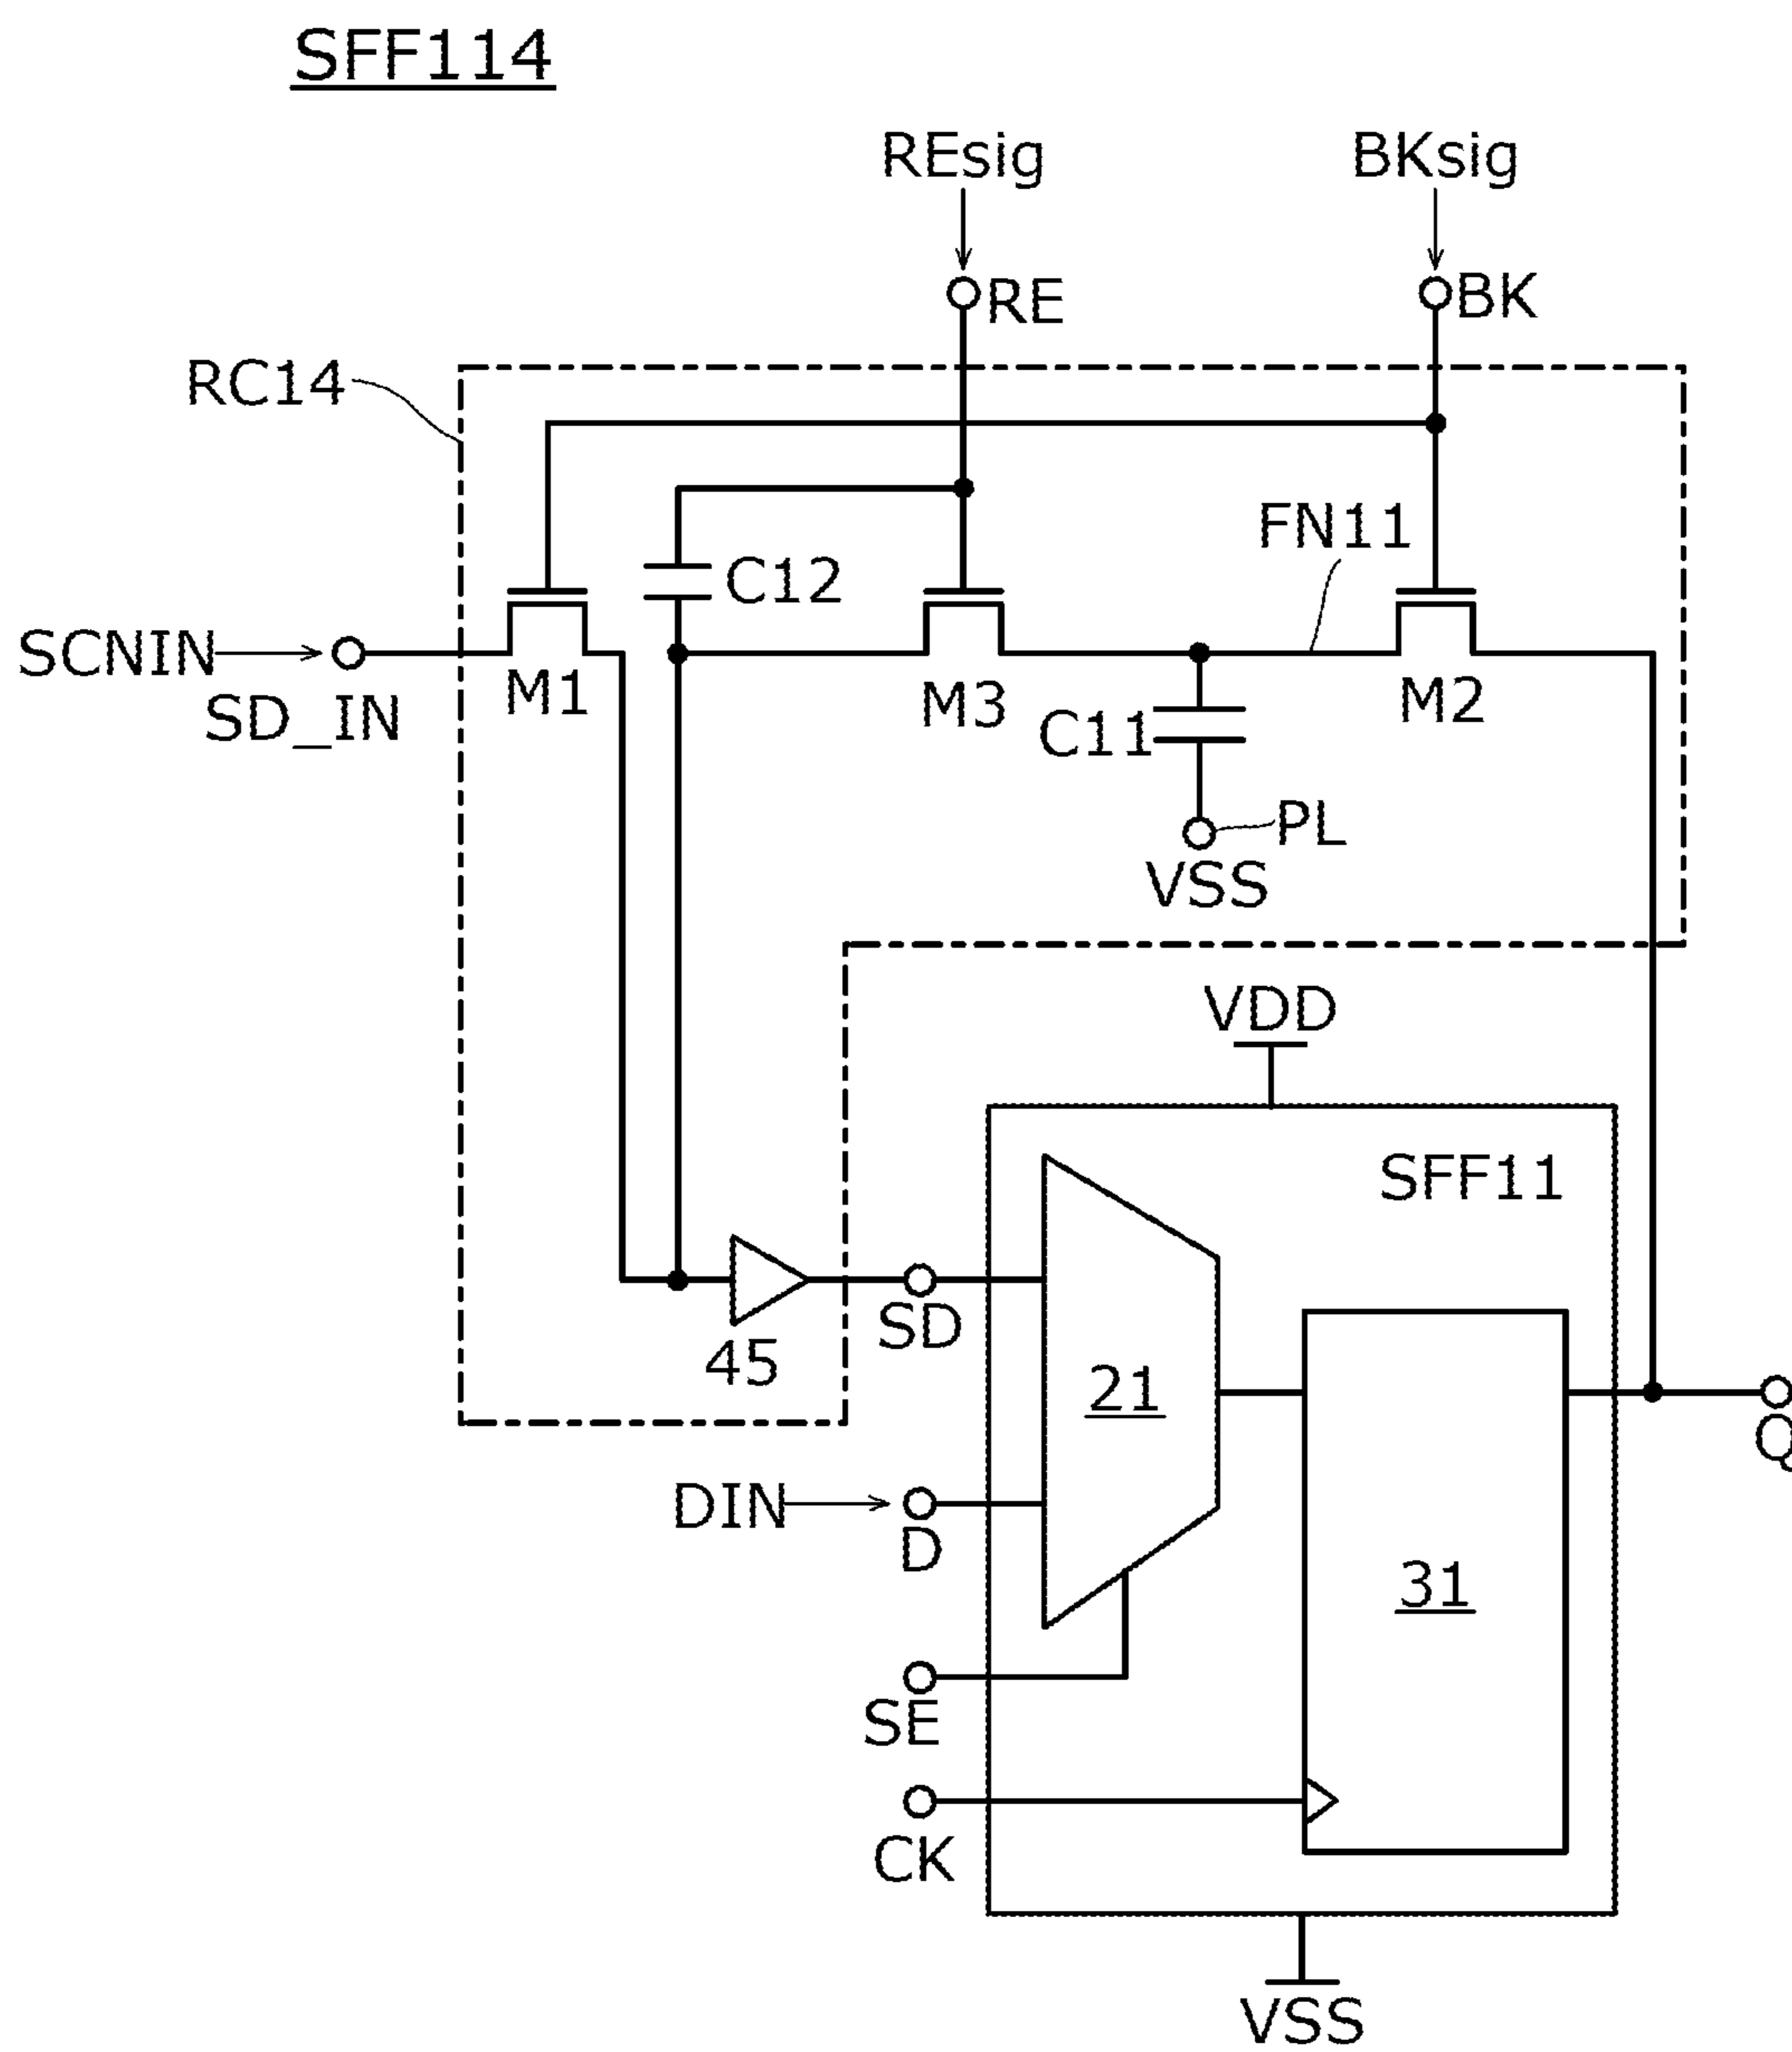 SFF114
REsig
BKsig
RE
BK
RC14
FN11
C12
SCNIN
M1
M3
M2
SD_IN
C11
PL
VSS
VDD
SFF11
SD
45
21
Q
DIN
D
31
SE
CK
VSS